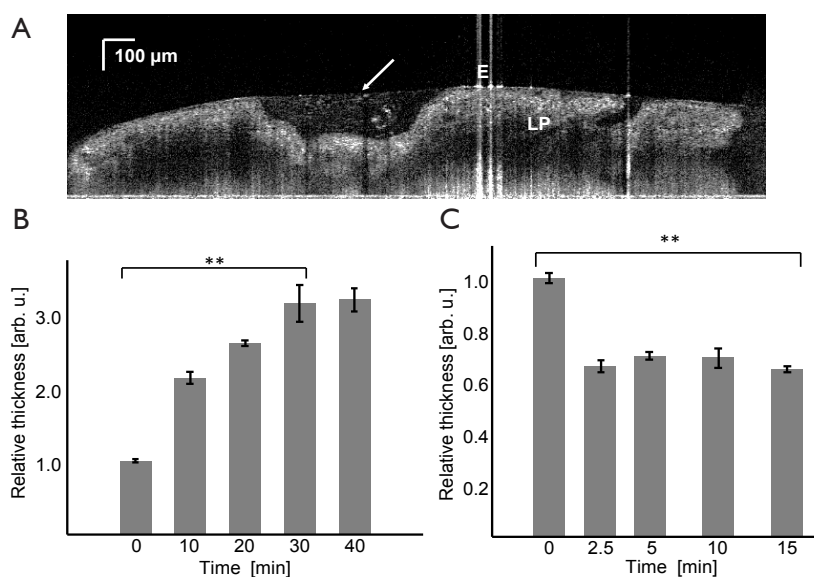 A
100 µm
E
LP
B
**
Relative thickness [arb. u.]
3.0
2.0
1.0
0 10 20 30 40
Time [min]
C
**
Relative thickness [arb. u.]
1.0
0.8
0.6
0.4
0.2
0 2.5 5 10 15
Time [min]